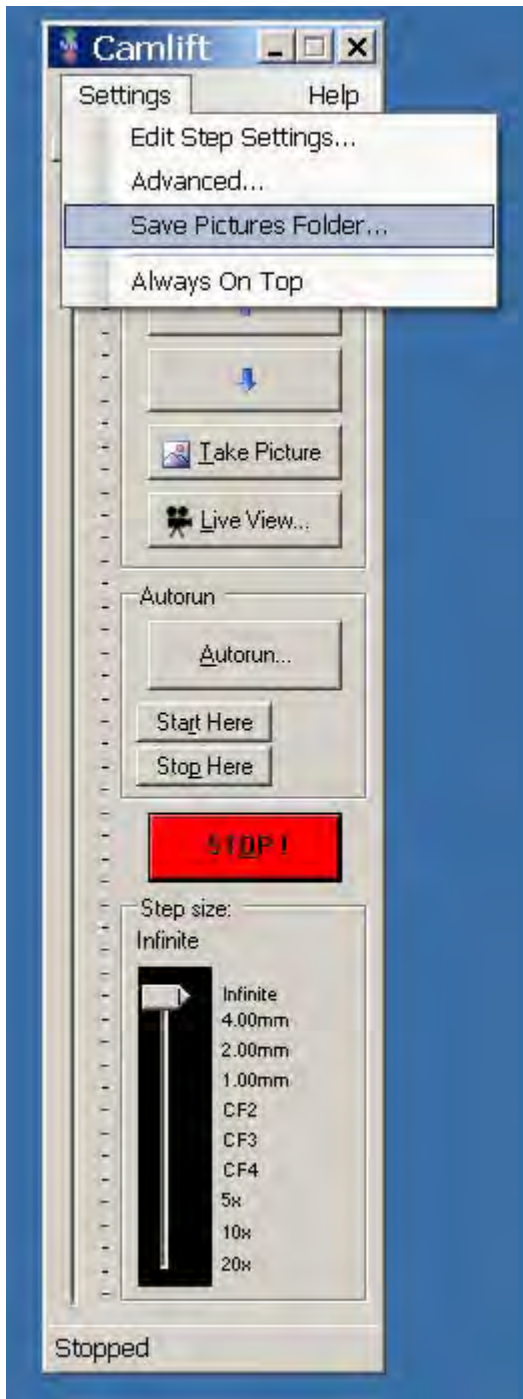 Camlift
Settings Help
Edit Step Settings...
Advanced...
Save Pictures Folder...
Always On Top
Take Picture
Live View...
Autorun
Autorun...
Start Here
Stop Here
STOP!
Step size:
Infinite
Infinite
4.00mm
2.00mm
1.00mm
CF2
CF3
CF4
5x
10x
20x
Stopped